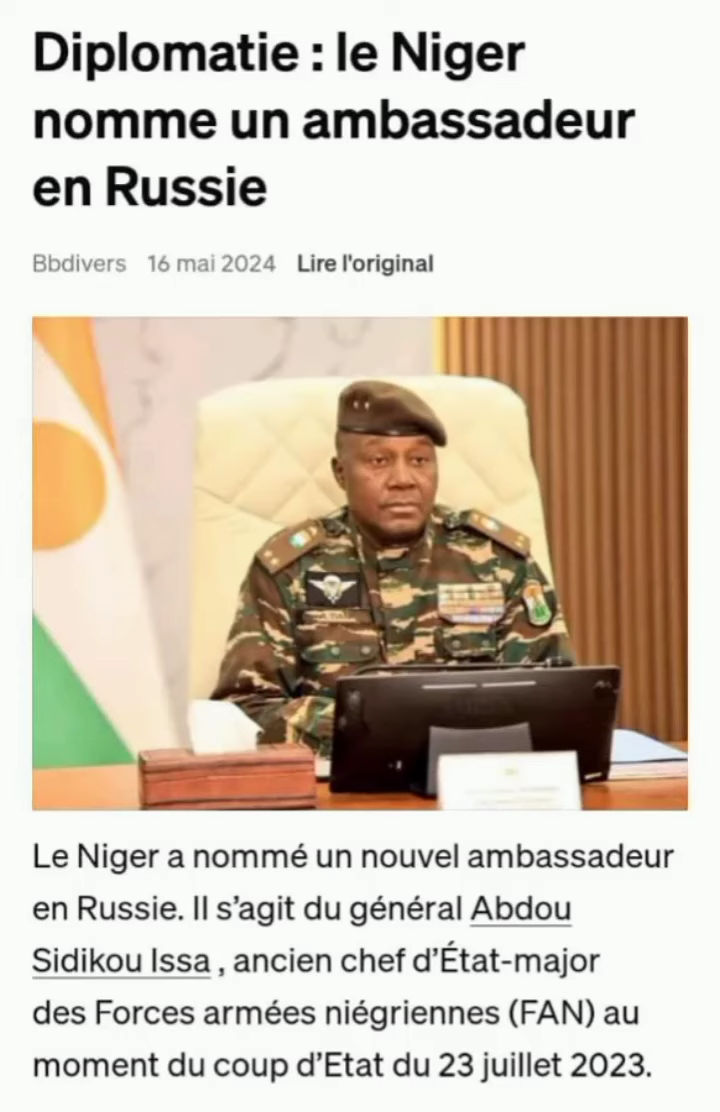 Diplomatie : le Niger
nomme un ambassadeur
en Russie
Bbdivers 16 mai 2024 Lire l'original
Le Niger a nommé un nouvel ambassadeur
en Russie. Il s’agit du général Abdou
Sidikou Issa , ancien chef d’État-major
des Forces armées niégriennes (FAN) au
moment du coup d’Etat du 23 juillet 2023.